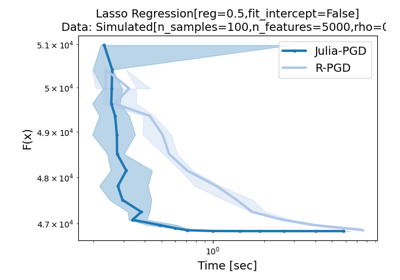 Lasso Regression[reg=0.5,fit_intercept=False]
Data: Simulated[n_samples=100,n_features=5000,rho=0
Julia-PGD
R-PGD
F(x)
5.1 × 10⁴
5 × 10⁴
4.9 × 10⁴
4.8 × 10⁴
4.7 × 10⁴
10⁰
Time [sec]